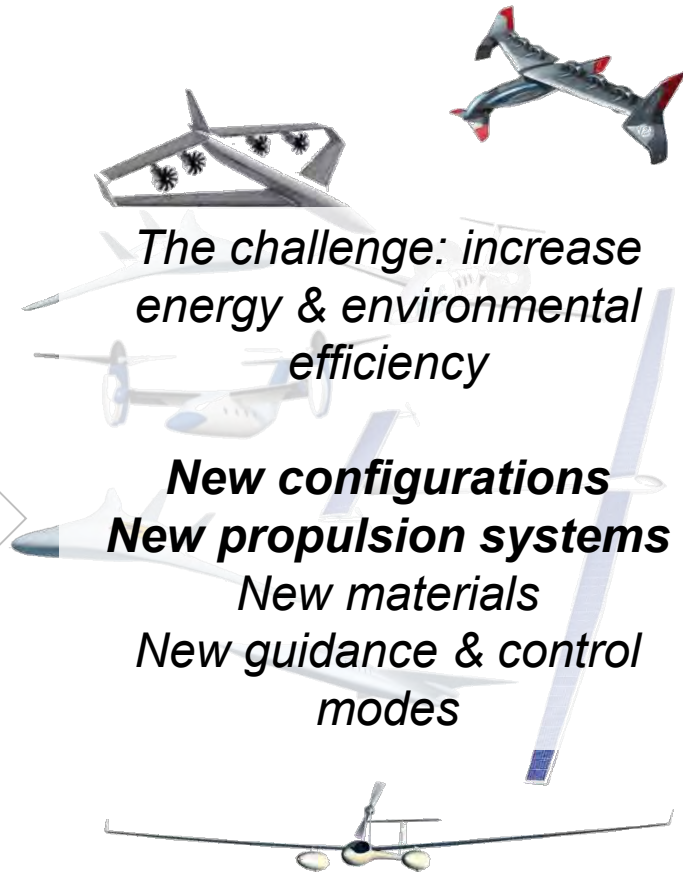 The challenge: increase
energy & environmental
efficiency
New configurations
New propulsion systems
New materials
New guidance & control
modes